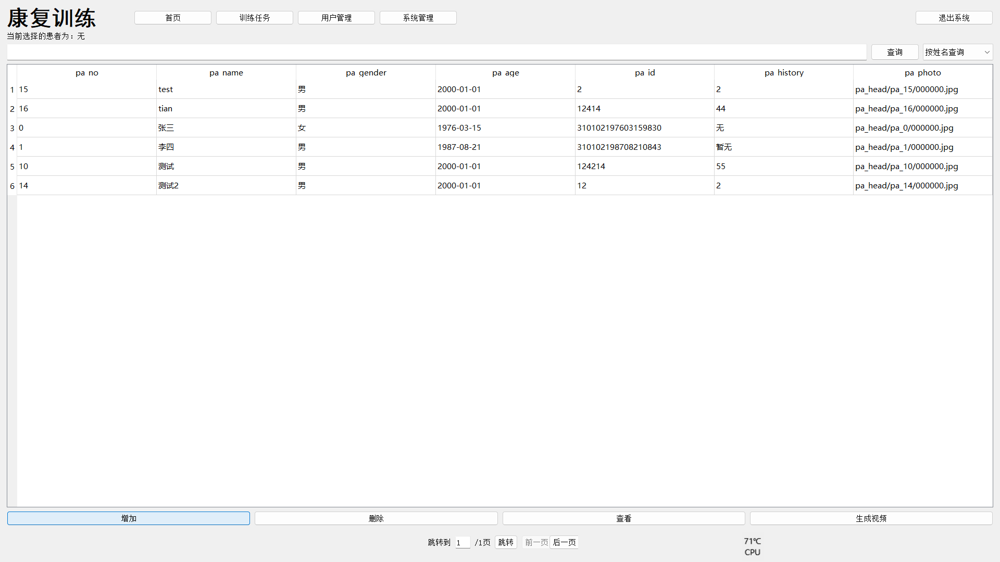 康复训练 首页 训练任务 用户管理 系统管理 退出系统
当前选择的患者为：无
查询 按姓名查询
pa_no pa_name pa_gender pa_age pa_id pa_history pa_photo
1 15 test 男 2000-01-01 2 2 pa_head/pa_15/000000.jpg
2 16 tian 男 2000-01-01 12414 44 pa_head/pa_16/000000.jpg
3 0 张三 女 1976-03-15 310102197603159830 无 pa_head/pa_0/000000.jpg
4 1 李四 男 1987-08-21 310102198708210843 暂无 pa_head/pa_1/000000.jpg
5 10 测试 男 2000-01-01 124214 55 pa_head/pa_10/000000.jpg
6 14 测试2 男 2000-01-01 12 2 pa_head/pa_14/000000.jpg
增加 删除 查看 生成视频
跳转到 1 /1页 跳转 前一页 后一页
71℃
CPU